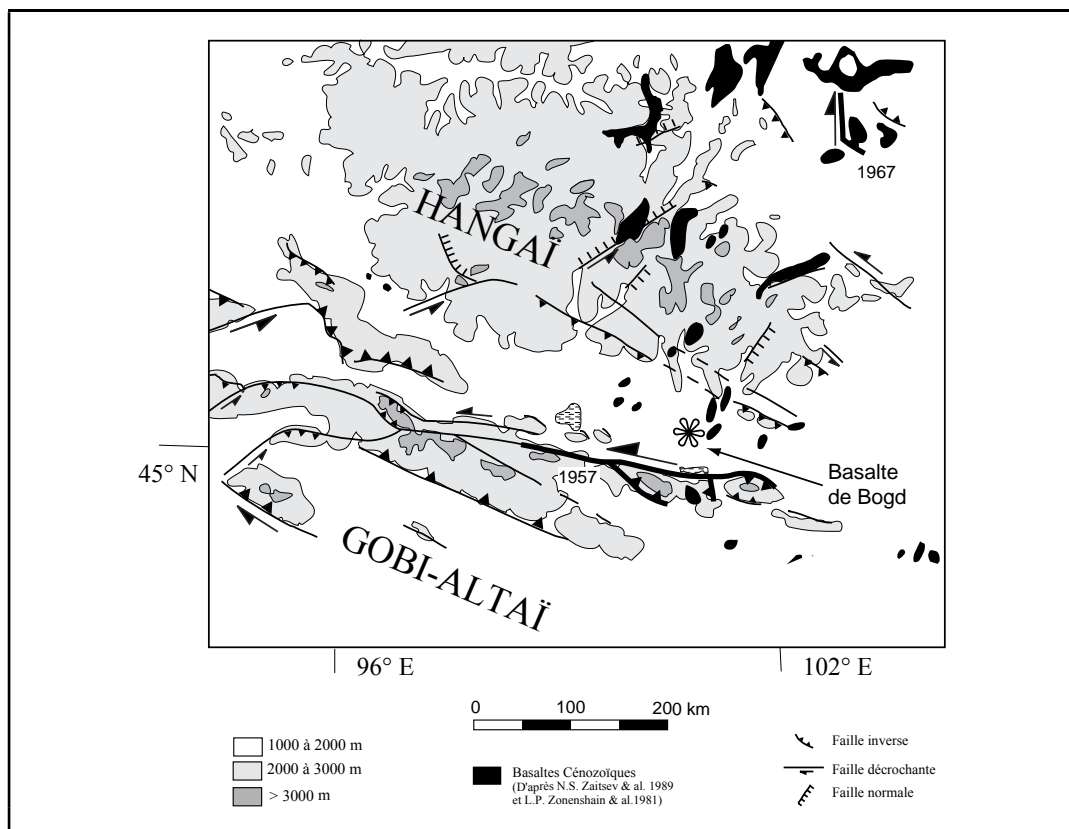 1967
HANGAÏ
45° N
1957
Basalte
de Bogd
GOBI-ALTAÏ
96° E
102° E
0 100 200 km
1000 à 2000 m
2000 à 3000 m
> 3000 m
Basaltes Cénozoïques
(D'après N.S. Zaitsev & al. 1989
et L.P. Zonenshain & al.1981)
Faille inverse
Faille décrochante
Faille normale